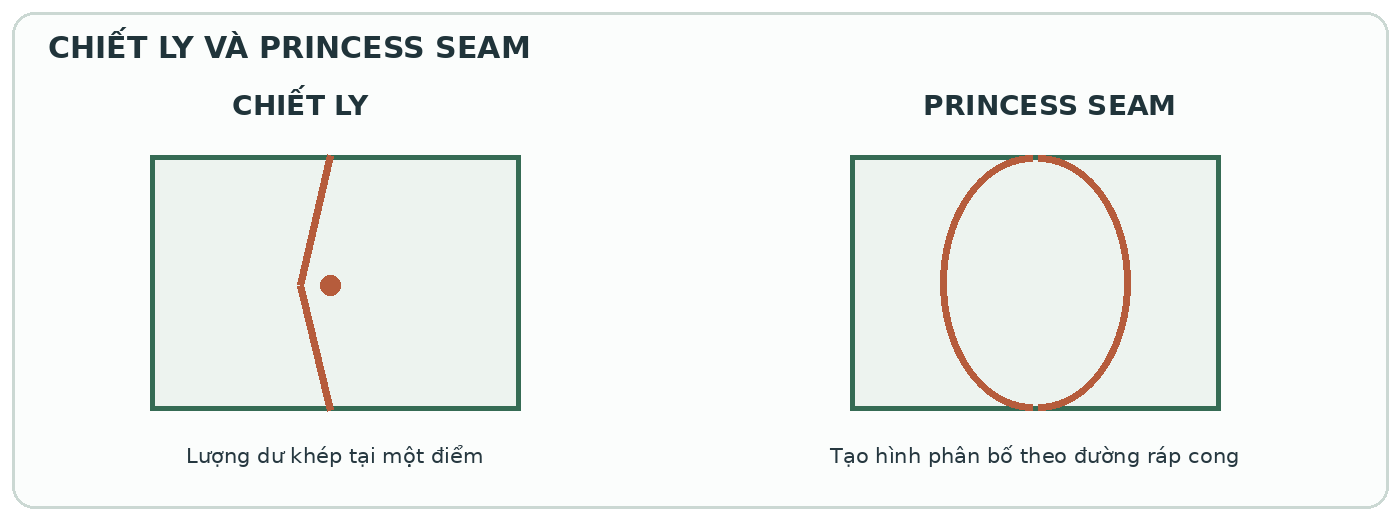 CHIẾT LY VÀ PRINCESS SEAM
CHIẾT LY
PRINCESS SEAM
Lượng dư khép tại một điểm
Tạo hình phân bố theo đường ráp cong